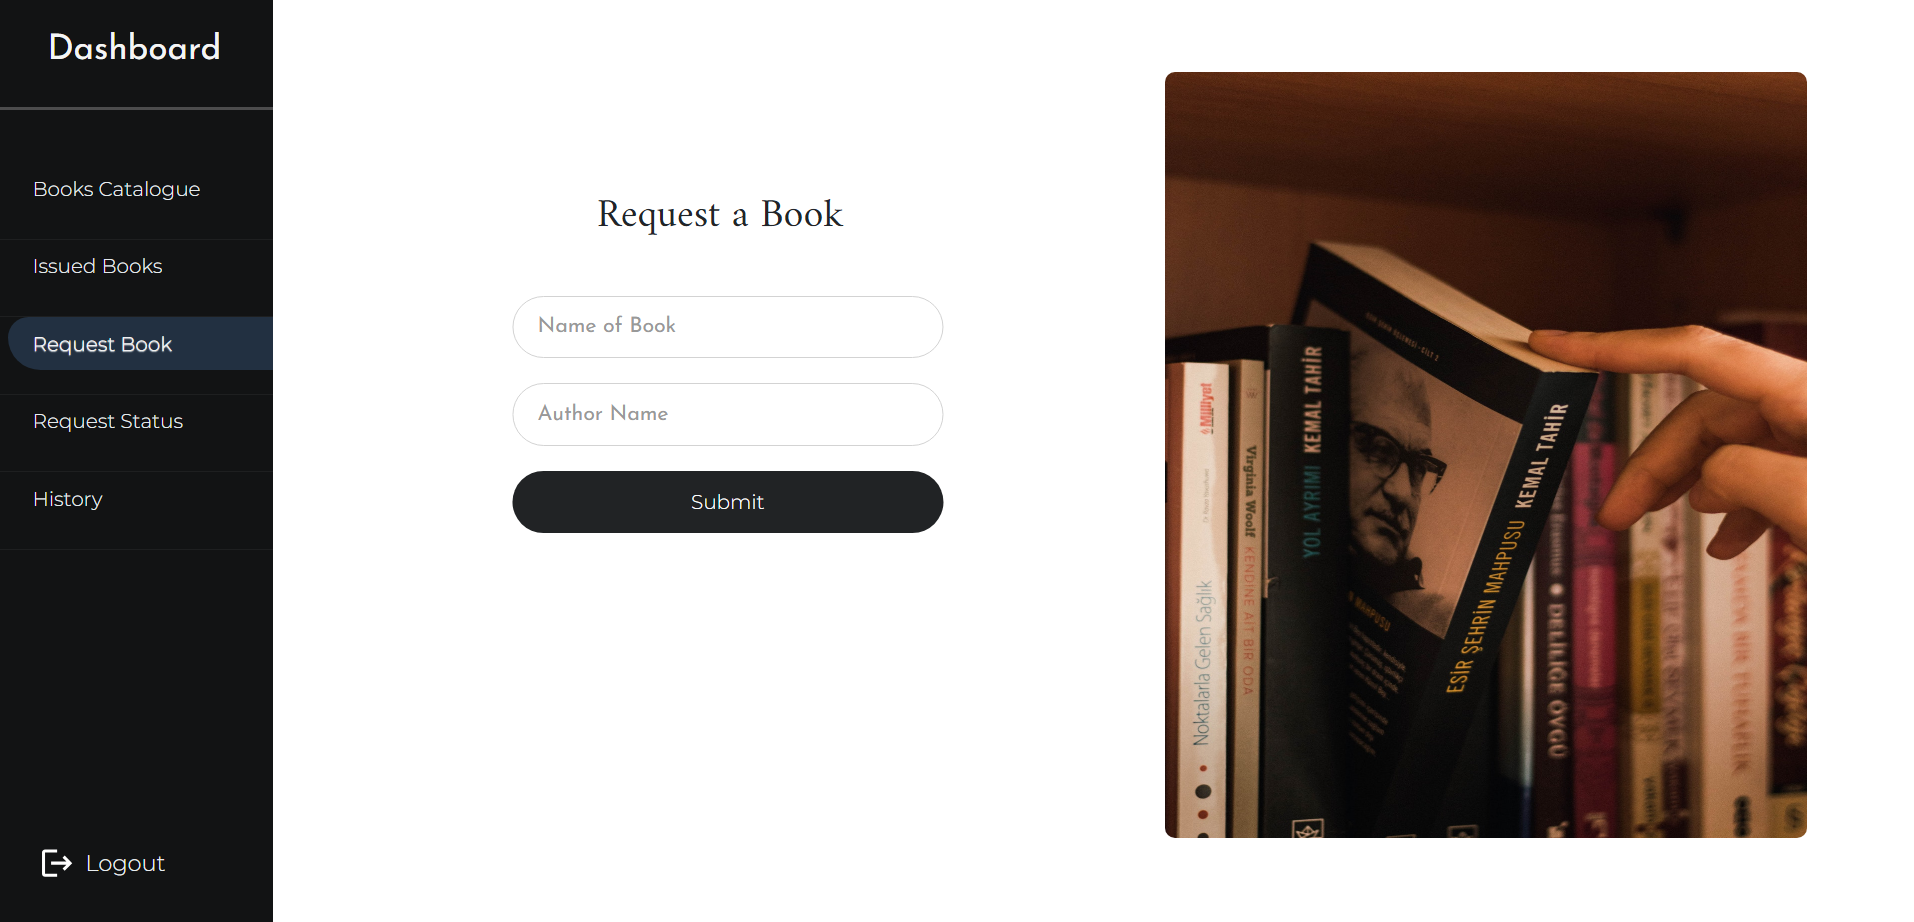 Dashboard
Books Catalogue
Issued Books
Request Book
Request Status
History
Logout
Request a Book
Name of Book
Author Name
Submit
Milliyet
Noktalarla Gelen Sağlık
Virginia Woolf KENDİNE AİT BİR ODA
YOL AYRIMI KEMAL TAHİR
ESİR ŞEHRİN MAHPUSU KEMAL TAHİR
MAHPUSU
DELİLİĞE ÖVGÜ